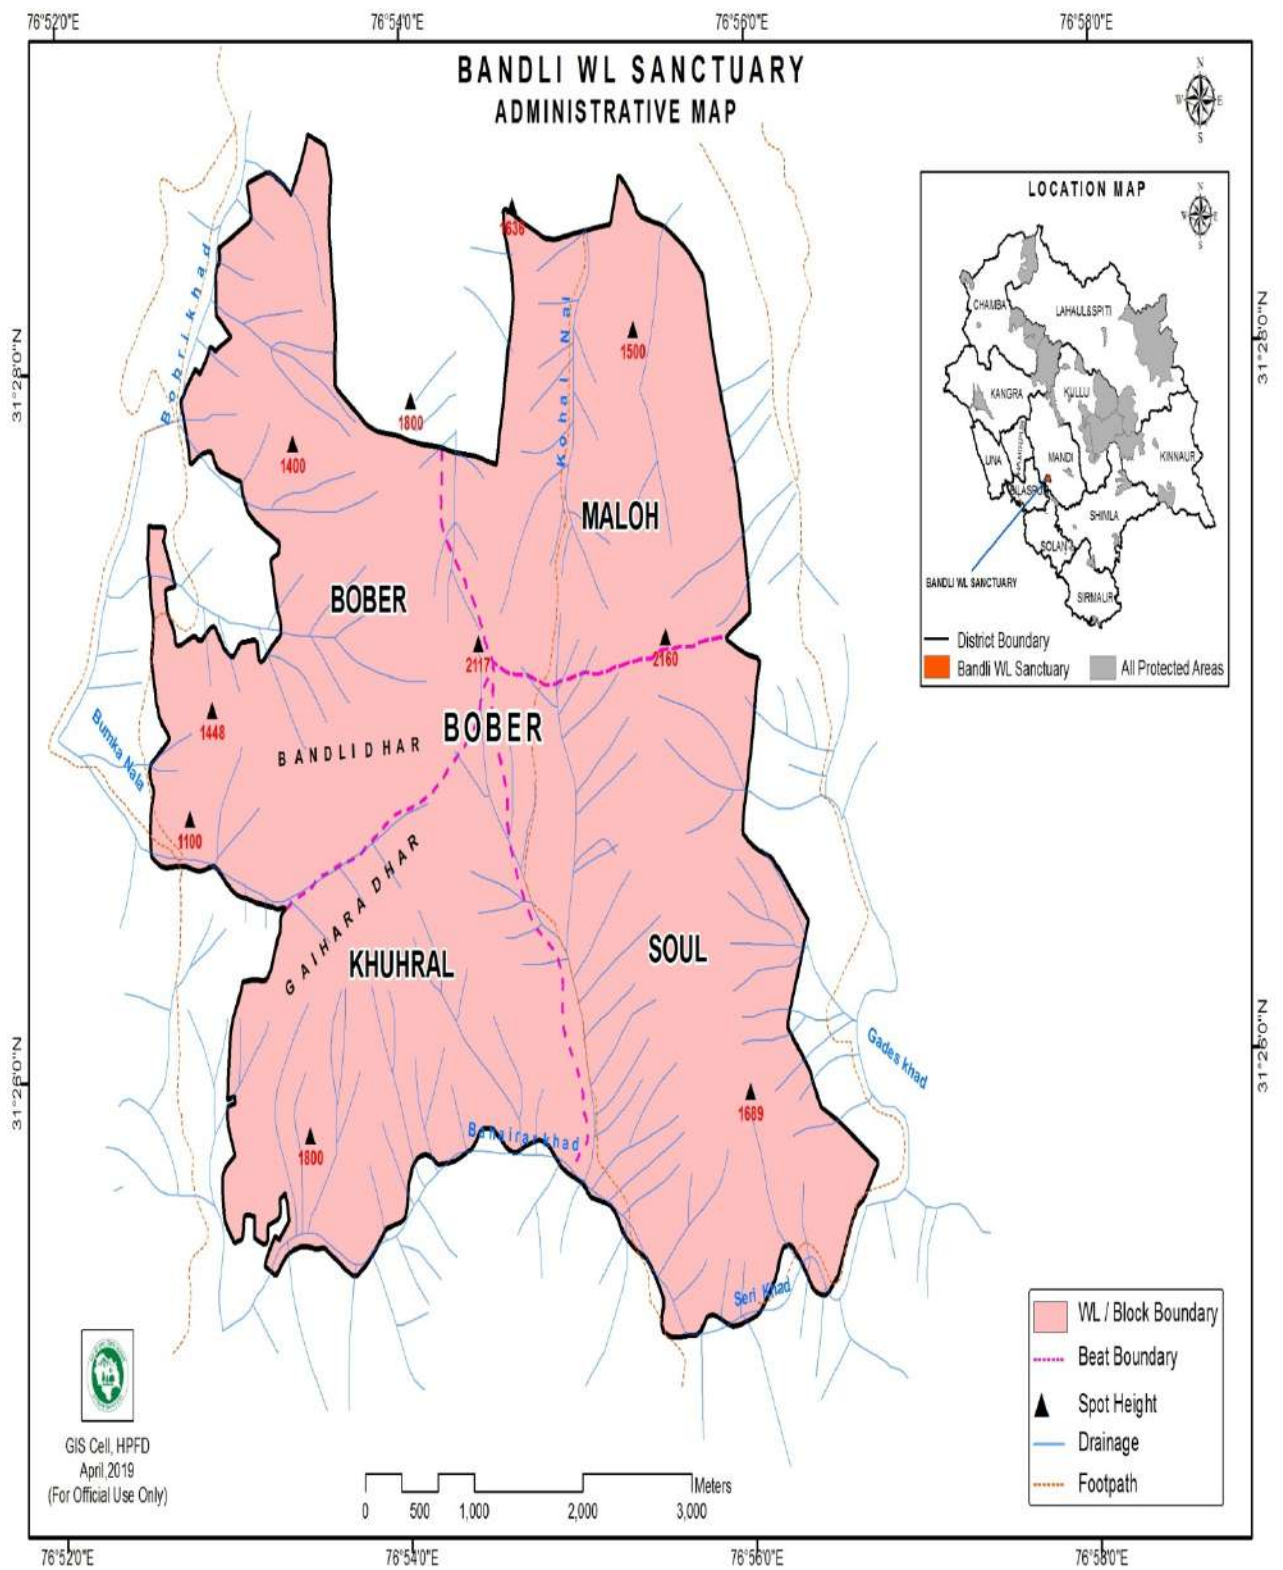 76°52'0"E 76°54'0"E 76°56'0"E 76°58'0"E
BANDLI WL SANCTUARY
ADMINISTRATIVE MAP
N
W E
S
LOCATION MAP
N
W E
S
CHAMBA
LAHAUL&SPITI
KANGRA
KULLU
UNA
MANDI
KINNAUR
BILASPUR
SHIMLA
SOLAN
SIRMAUR
BANDLI WL SANCTUARY
District Boundary
Bandli WL Sanctuary
All Protected Areas
31°28'0"N
31°28'0"N
Bobrikhad
1636
Kohal Nal
1500
1800
1400
MALOH
BOBER
2117
2160
1448
BOBER
BANDLIDHAR
Bumka Nala
1100
GAIHARA DHAR
KHUHRAL
SOUL
31°26'0"N
31°26'0"N
Gades khad
1689
1800
Seri Khad
WL / Block Boundary
Beat Boundary
Spot Height
Drainage
Footpath
GIS Cell, HPFD
April,2019
(For Official Use Only)
Meters
0 500 1,000 2,000 3,000
76°52'0"E 76°54'0"E 76°56'0"E 76°58'0"E